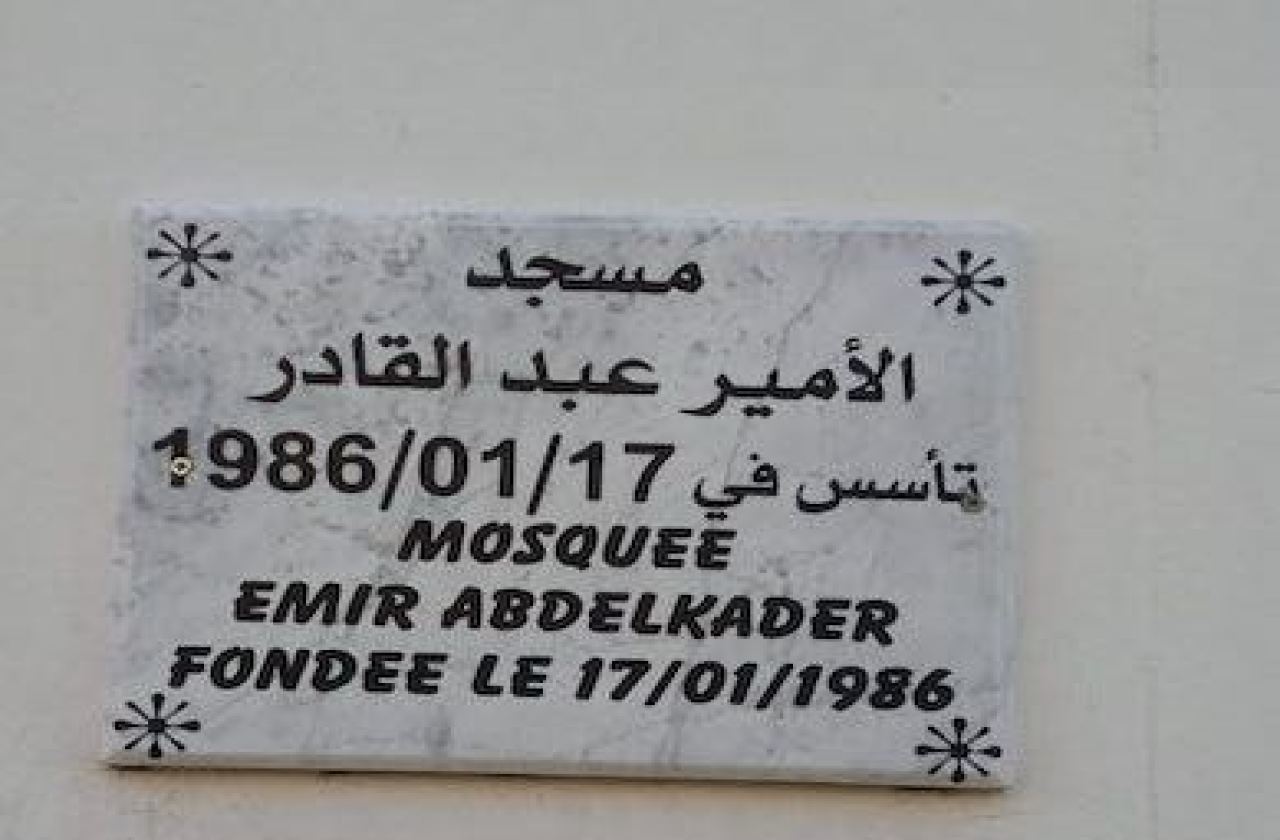 مسجد
الأمير عبد القادر
تأسس في 1986/01/17
MOSQUEE
EMIR ABDELKADER
FONDEE LE 17/01/1986